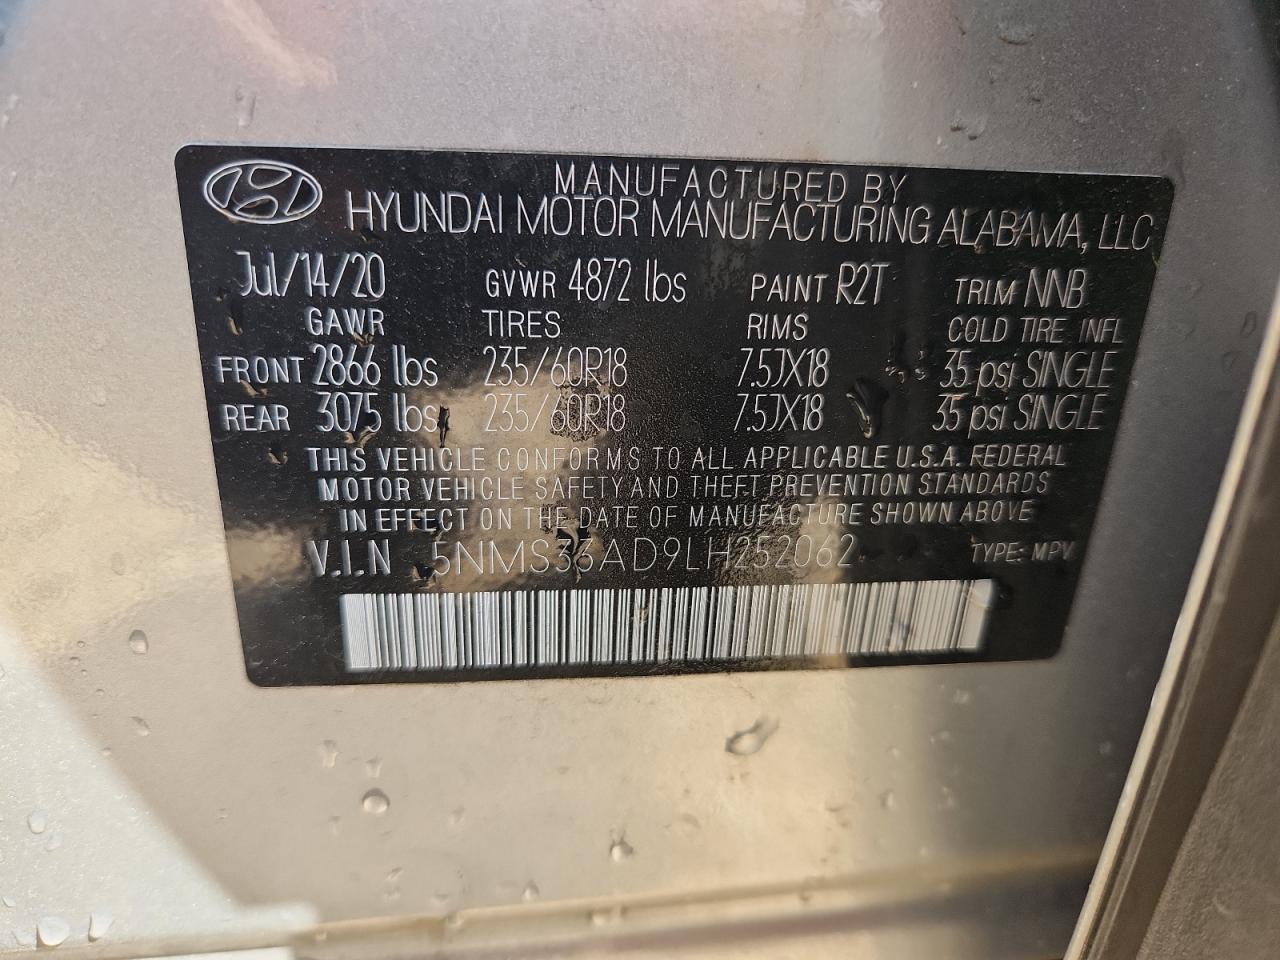 MANUFACTURED BY
HYUNDAI MOTOR MANUFACTURING ALABAMA, LLC
Jul/14/20 GVWR 4872 lbs PAINT R2T TRIM NNB
GAWR TIRES RIMS COLD TIRE INFL
FRONT 2866 lbs 235/60R18 7.5JX18 35 psi SINGLE
REAR 3075 lbs 235/60R18 7.5JX18 35 psi SINGLE
THIS VEHICLE CONFORMS TO ALL APPLICABLE U.S.A. FEDERAL
MOTOR VEHICLE SAFETY AND THEFT PREVENTION STANDARDS
IN EFFECT ON THE DATE OF MANUFACTURE SHOWN ABOVE
V.I.N 5NMS33AD9LH252062 TYPE: MPV